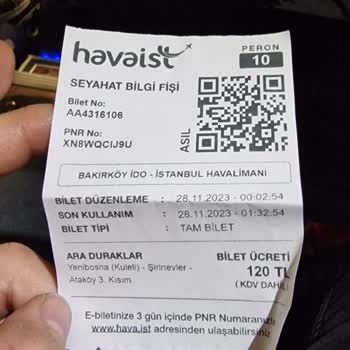 havaist
PERON
10
SEYAHAT BİLGİ FİŞİ
Bilet No:
AA4316106
PNR No:
XN8WQCIJ9U
ASIL
BAKIRKÖY İDO - İSTANBUL HAVALİMANI
BİLET DÜZENLEME : 28.11.2023 - 00:02:54
SON KULLANIM : 28.11.2023 - 01:32:54
BİLET TİPİ : TAM BİLET
ARA DURAKLAR
Yenibosna (Kuleli) - Şirinevler -
Ataköy 3. Kısım
BİLET ÜCRETİ
120 TL
(KDV DAHİL)
E-biletinize 3 gün içinde PNR Numaranızla
www.hava.ist adresinden ulaşabilirsiniz